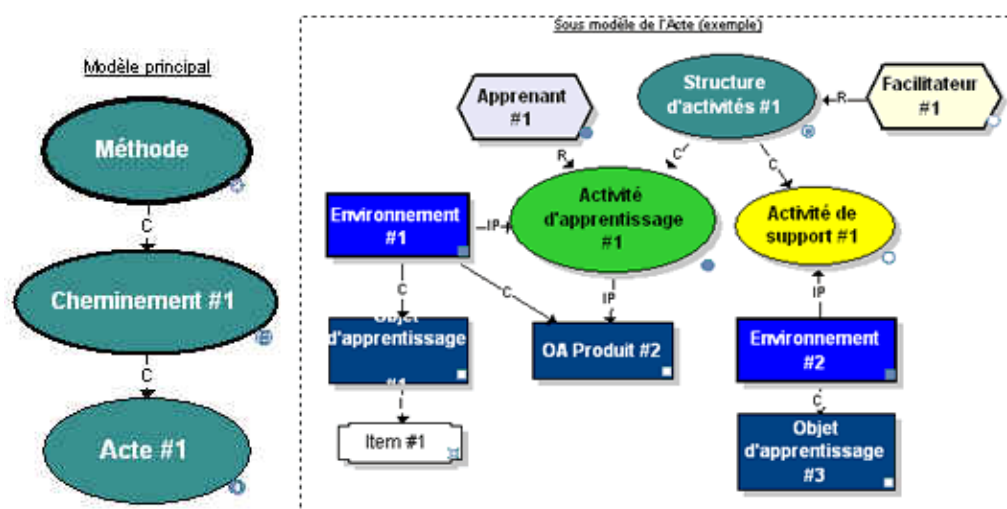 Modèle principal
Méthode
C
Cheminement #1
C
Acte #1
Sous modèle de l'Acte (exemple)
Apprenant
#1
Structure
d'activités #1
R
Facilitateur
#1
R
C
C
Environnement
#1
IP
Activité
d'apprentissage
#1
Activité de
support #1
C
C
IP
IP
Objet
d'apprentissage
#1
OA Produit #2
Environnement
#2
I
C
Item #1
Objet
d'apprentissage
#3